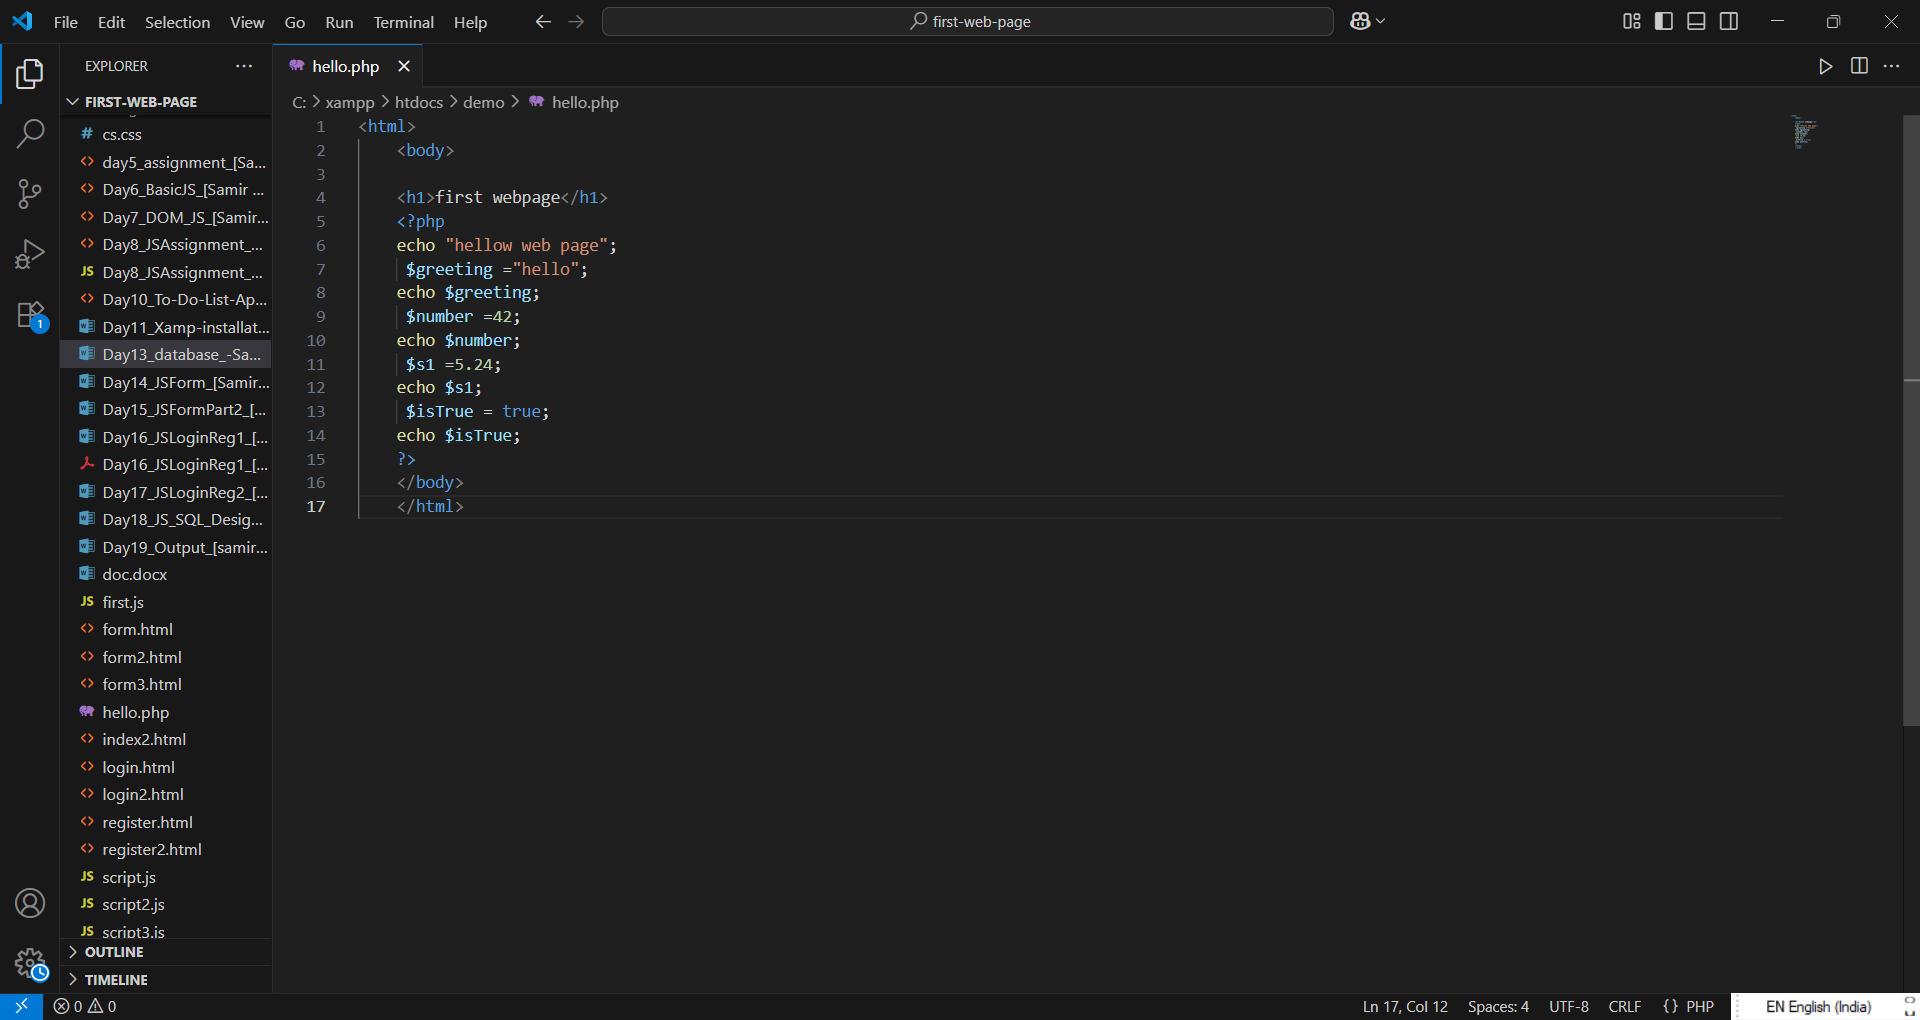 File Edit Selection View Go Run Terminal Help
first-web-page
EXPLORER
FIRST-WEB-PAGE
cs.css
day5_assignment_[Sa...
Day6_BasicJS_[Samir ...
Day7_DOM_JS_[Samir...
Day8_JSAssignment_...
JS Day8_JSAssignment_...
Day10_To-Do-List-Ap...
Day11_Xamp-installat...
Day13_database_-Sa...
Day14_JSForm_[Samir...
Day15_JSFormPart2_[...
Day16_JSLoginReg1_[...
Day16_JSLoginReg1_[...
Day17_JSLoginReg2_[...
Day18_JS_SQL_Desig...
Day19_Output_[samir...
doc.docx
JS first.js
form.html
form2.html
form3.html
hello.php
index2.html
login.html
login2.html
register.html
register2.html
JS script.js
JS script2.js
JS script3.js
OUTLINE
TIMELINE
1
hello.php
C: > xampp > htdocs > demo > hello.php
1 <html>
2 <body>
3
4 <h1>first webpage</h1>
5 <?php
6 echo "hellow web page";
7 $greeting ="hello";
8 echo $greeting;
9 $number =42;
10 echo $number;
11 $s1 =5.24;
12 echo $s1;
13 $isTrue = true;
14 echo $isTrue;
15 ?>
16 </body>
17 </html>
0 0
Ln 17, Col 12 Spaces: 4 UTF-8 CRLF {} PHP
EN English (India)